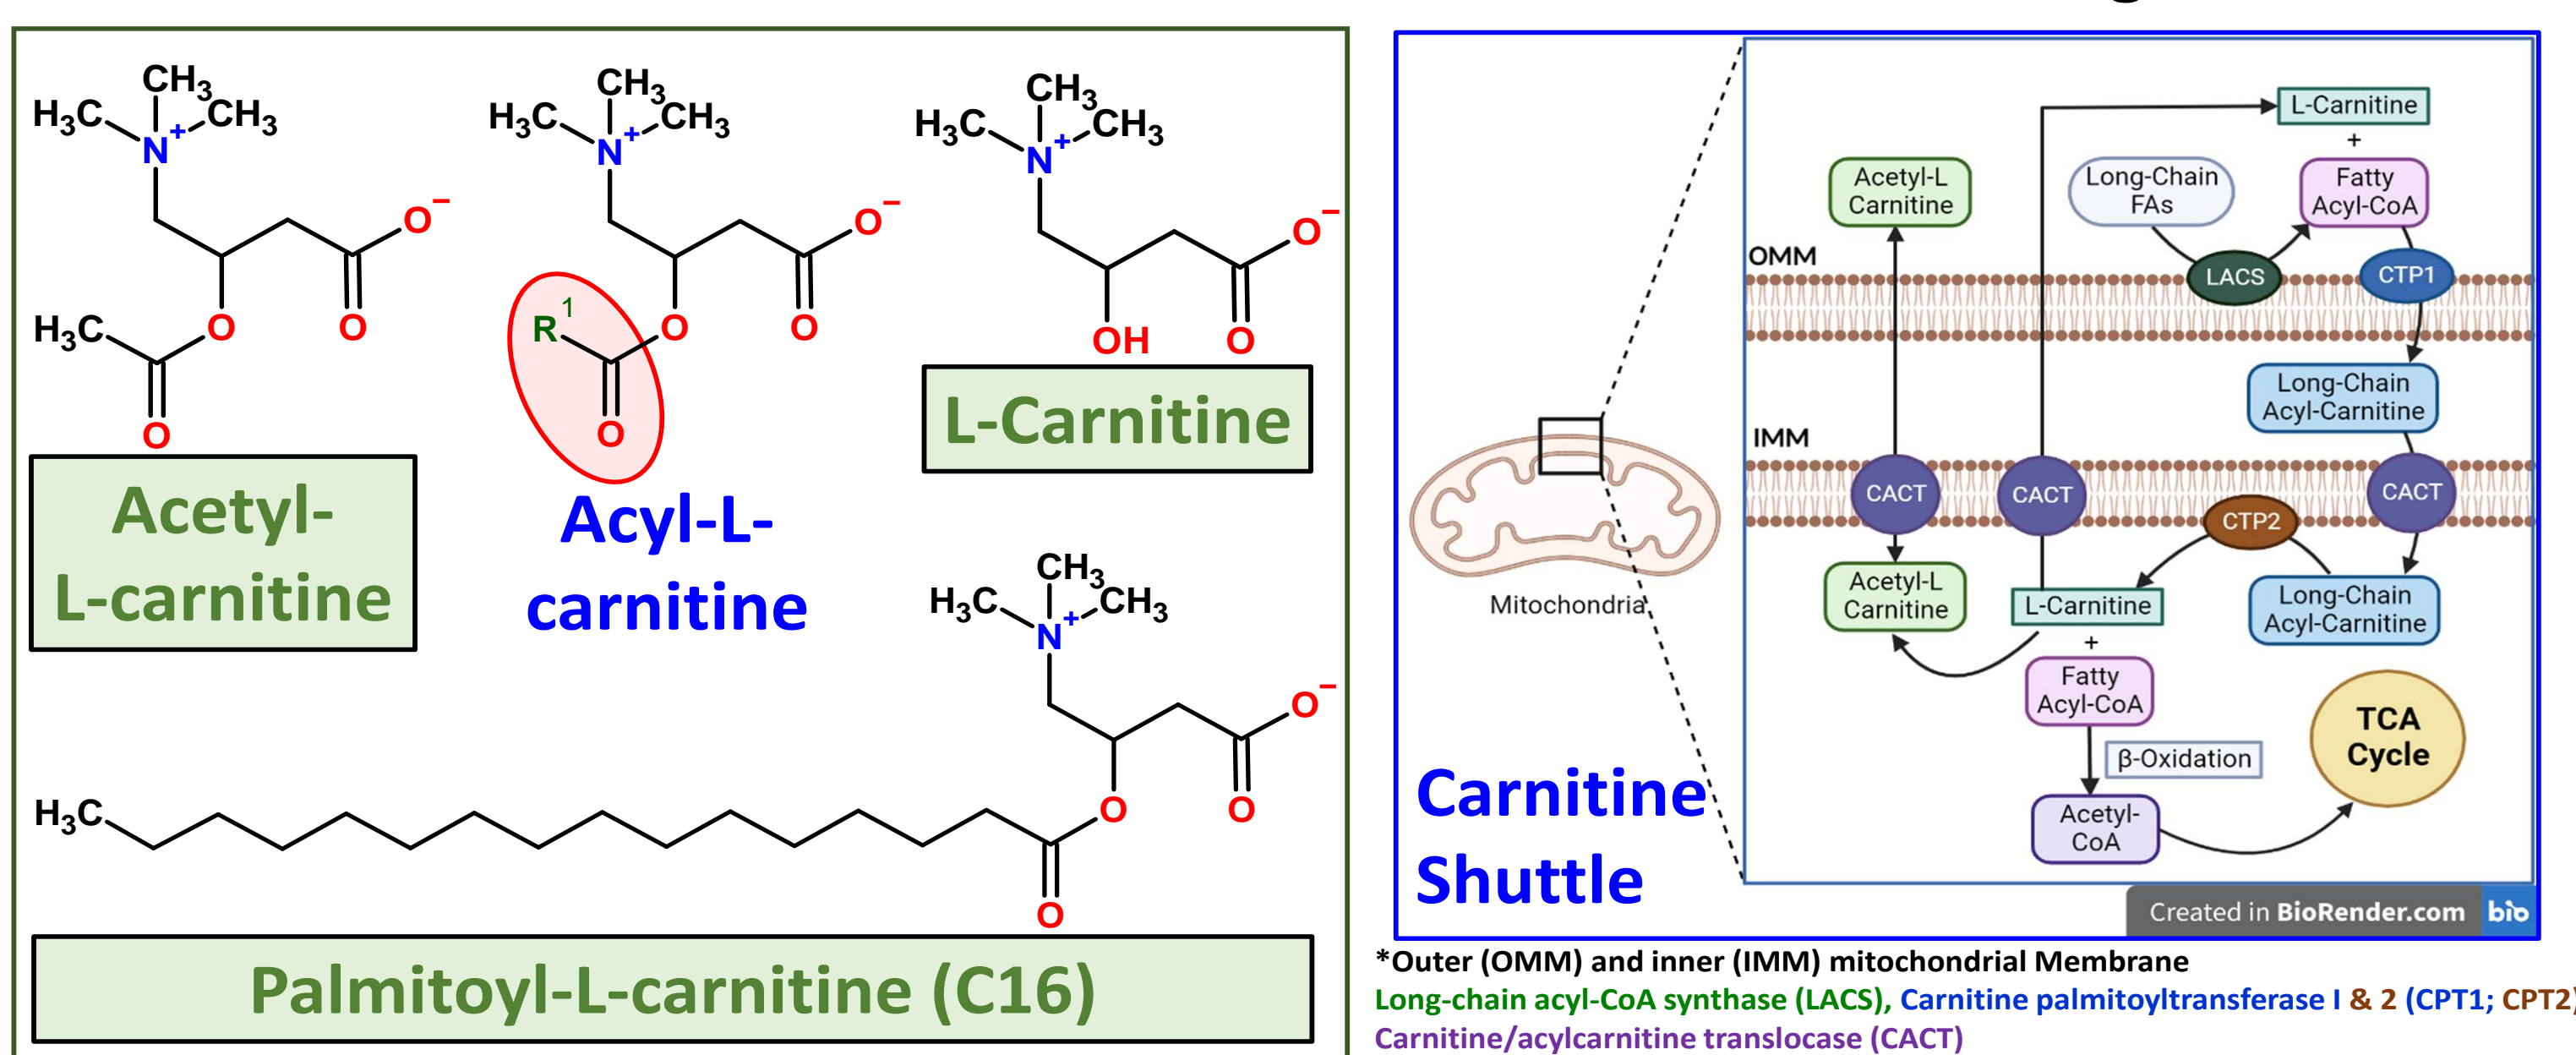 CH3
H3C
CH3
N+
O−
H3C
O
O
O
Acetyl-
L-carnitine
CH3
H3C
CH3
N+
O−
R1
O
O
O
Acyl-L-
carnitine
CH3
H3C
CH3
N+
O−
OH
O
L-Carnitine
CH3
H3C
CH3
N+
O−
H3C
O
O
O
Palmitoyl-L-carnitine (C16)
Mitochondria
Carnitine
Shuttle
L-Carnitine
+
Acetyl-L
Carnitine
Long-Chain
FAs
Fatty
Acyl-CoA
OMM
LACS
CTP1
Long-Chain
Acyl-Carnitine
IMM
CACT
CACT
CACT
CTP2
Acetyl-L
Carnitine
L-Carnitine
Long-Chain
Acyl-Carnitine
+
Fatty
Acyl-CoA
TCA
Cycle
β-Oxidation
Acetyl-
CoA
Created in BioRender.com bio
*Outer (OMM) and inner (IMM) mitochondrial Membrane
Long-chain acyl-CoA synthase (LACS), Carnitine palmitoyltransferase I & 2 (CPT1; CPT2)
Carnitine/acylcarnitine translocase (CACT)